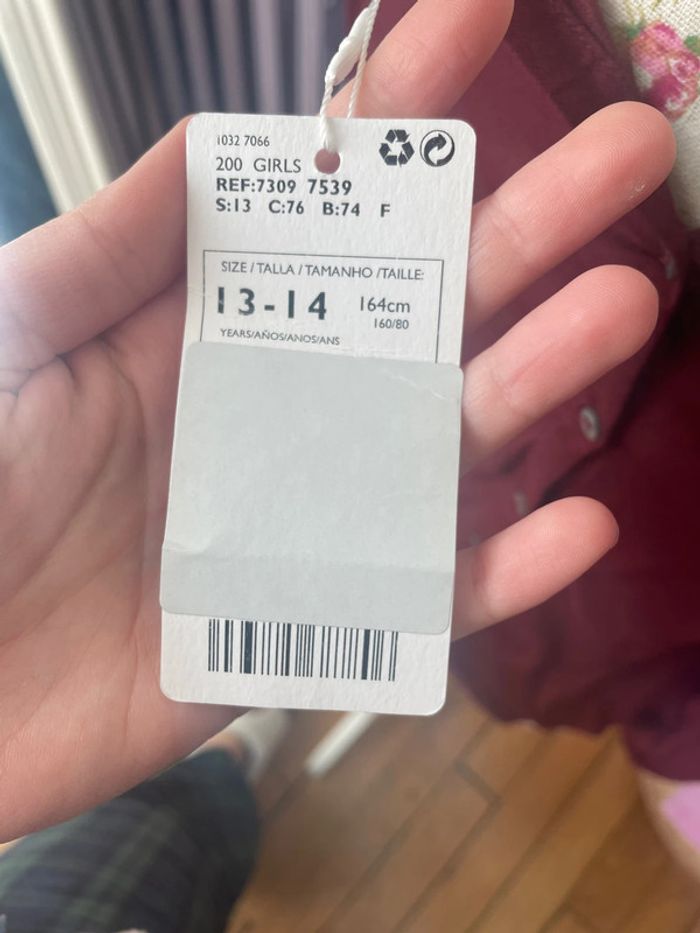 1032 7066
200 GIRLS
REF:7309 7539
S:13 C:76 B:74 F
SIZE / TALLA / TAMANHO /TAILLE:
13-14 164cm
160/80
YEARS/AÑOS/ANOS/ANS